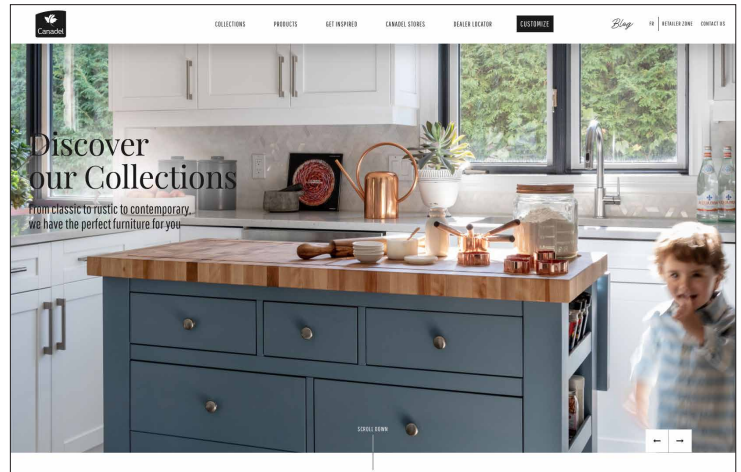 Canadel
COLLECTIONS
PRODUCTS
GET INSPIRED
CANADEL STORES
DEALER LOCATOR
CUSTOMIZE
Blog
FR
RETAILER ZONE
CONTACT US
Discover
our Collections
From classic to rustic to contemporary,
we have the perfect furniture for you
SCROLL DOWN